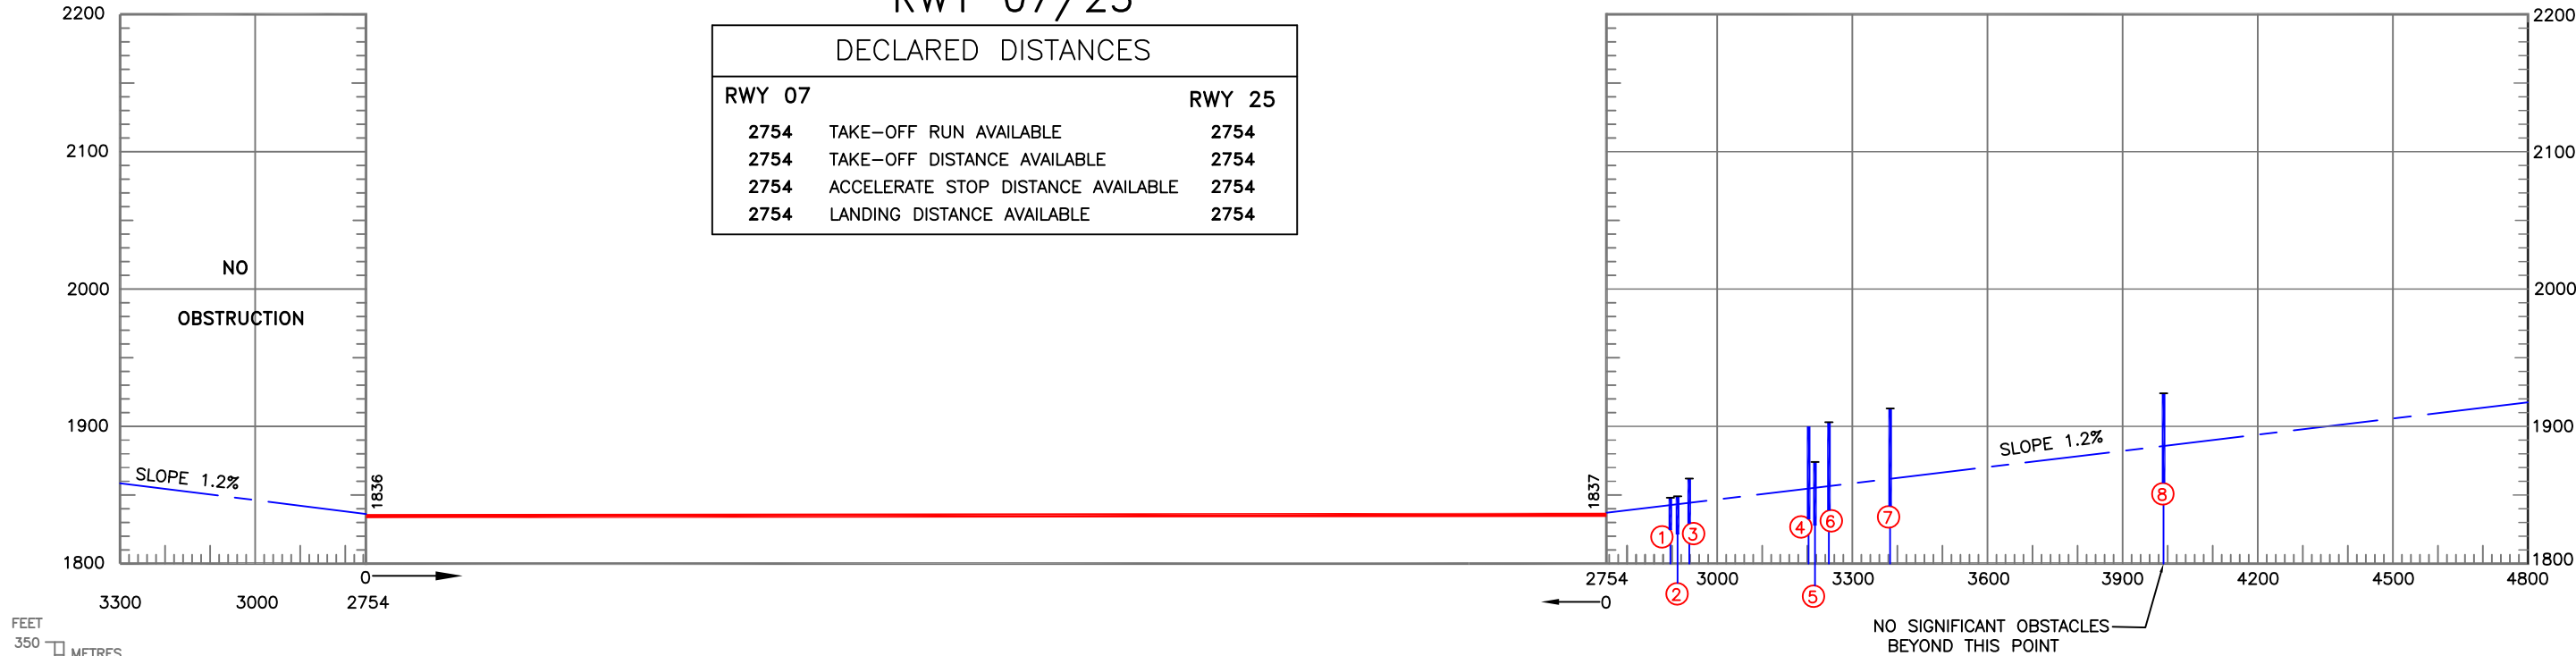 RWY 07/25
DECLARED DISTANCES
RWY 07 RWY 25
2754 TAKE-OFF RUN AVAILABLE 2754
2754 TAKE-OFF DISTANCE AVAILABLE 2754
2754 ACCELERATE STOP DISTANCE AVAILABLE 2754
2754 LANDING DISTANCE AVAILABLE 2754
2200
2100
2000
1900
1800
NO
OBSTRUCTION
SLOPE 1.2%
1836
0
3300 3000 2754
FEET
350
METRES
1837
0
2200
2100
2000
1900
1800
SLOPE 1.2%
1
2
3
4
5
6
7
8
2754 3000 3300 3600 3900 4200 4500 4800
NO SIGNIFICANT OBSTACLES
BEYOND THIS POINT